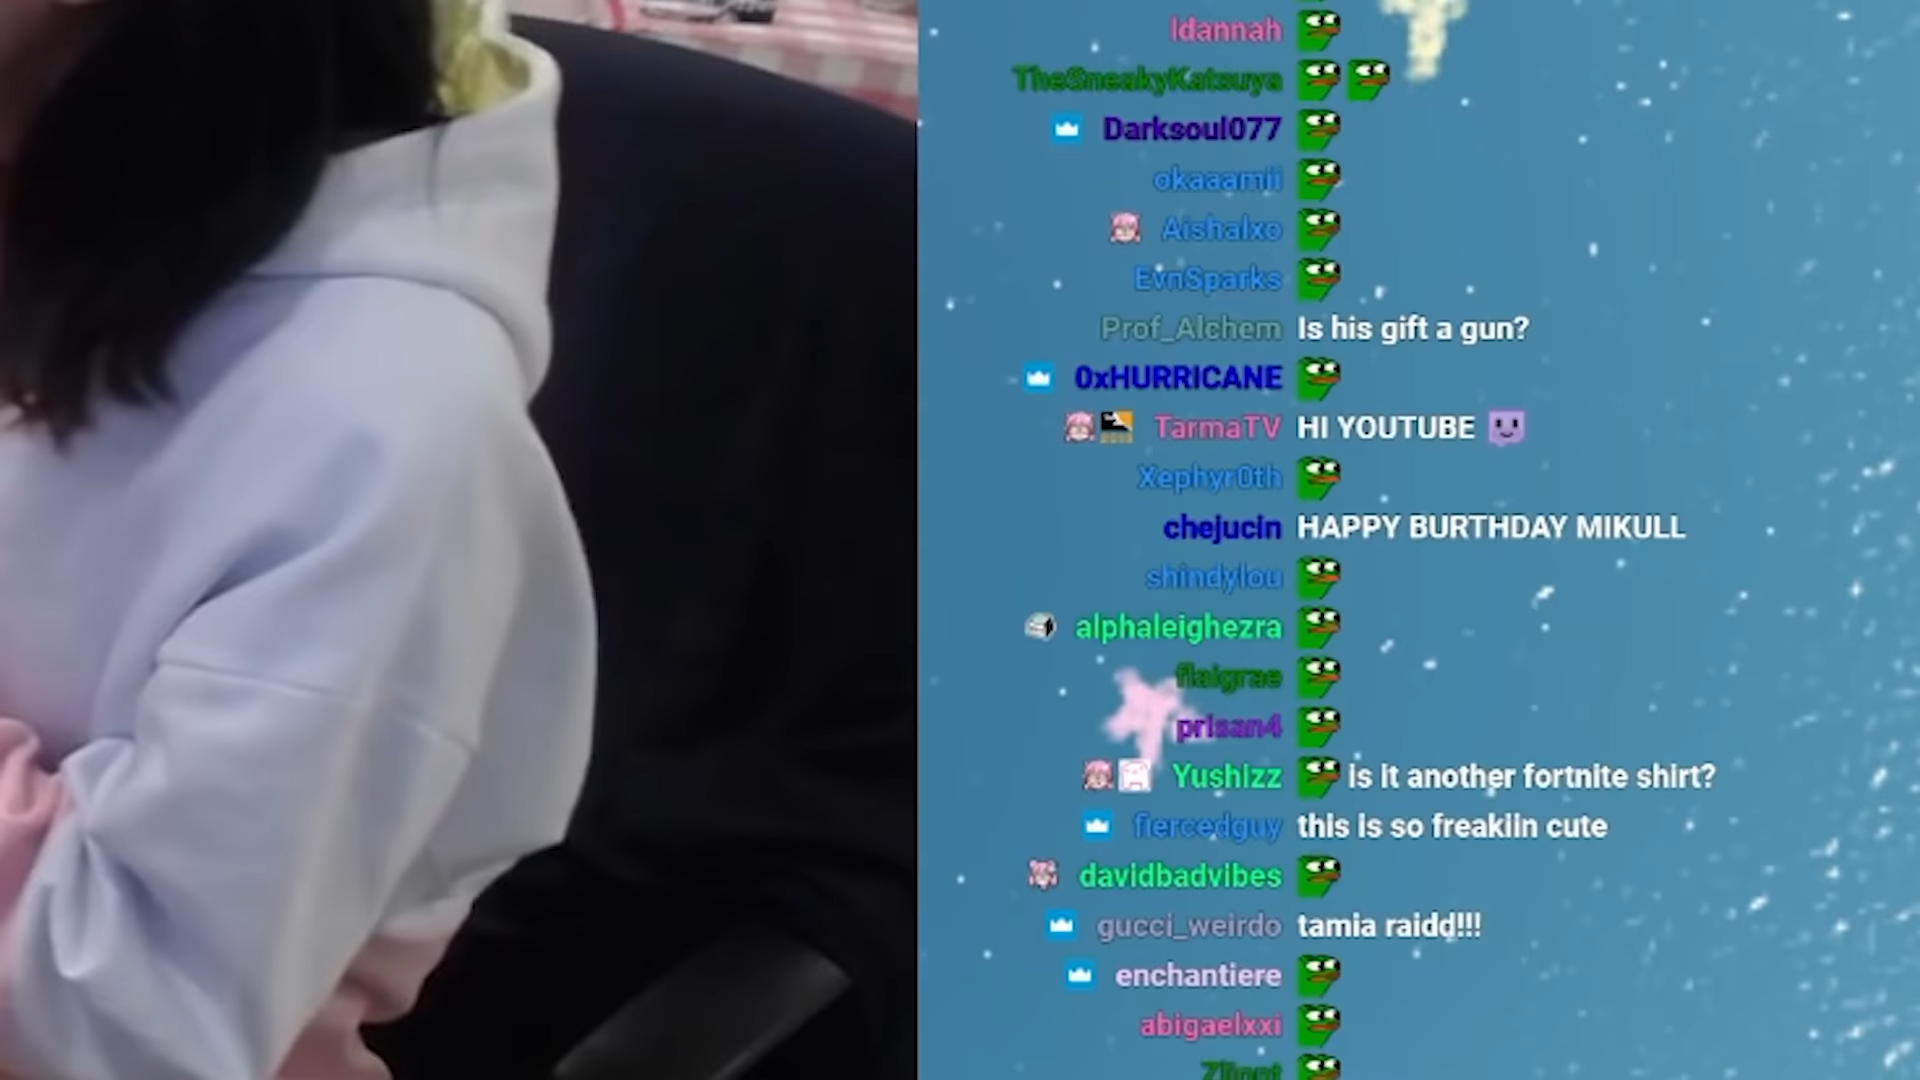 Idannah
TheSneakyKatsuya
Darksoul077
okaaamii
Aishalxo
EvnSparks
Prof_Alchem Is his gift a gun?
0xHURRICANE
TarmaTV HI YOUTUBE
Xephyr0th
chejucin HAPPY BURTHDAY MIKULL
shindylou
alphaleighezra
flaigrae
prisan4
Yushizz is it another fortnite shirt?
fiercedguy this is so freakiin cute
davidbadvibes
gucci_weirdo tamia raidd!!!
enchantiere
abigaelxxi